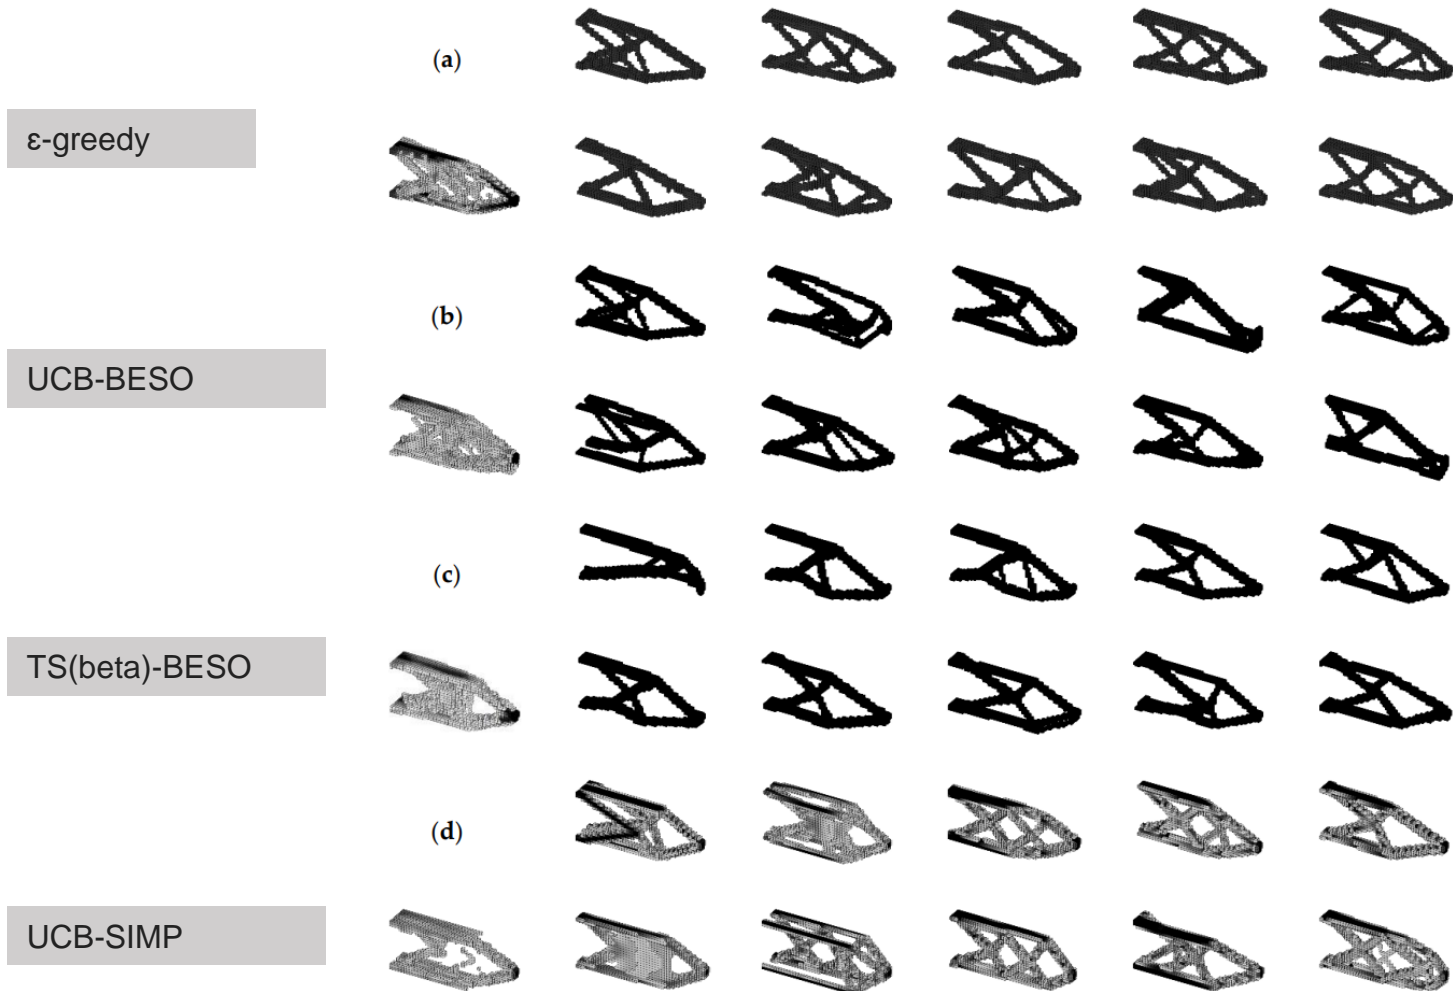 (a)
ε-greedy
(b)
UCB-BESO
(c)
TS(beta)-BESO
(d)
UCB-SIMP